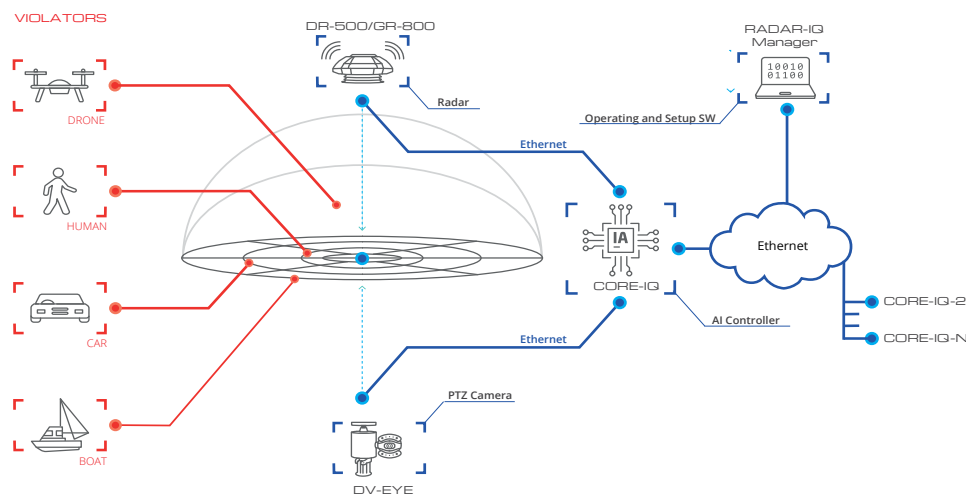 VIOLATORS
DRONE
HUMAN
CAR
BOAT
DR-500/GR-800
Radar
Ethernet
Ethernet
PTZ Camera
DV-EYE
RADAR-IQ
Manager
10010
01100
Operating and Setup SW
IA
CORE-IQ
AI Controller
Ethernet
CORE-IQ-2
CORE-IQ-N